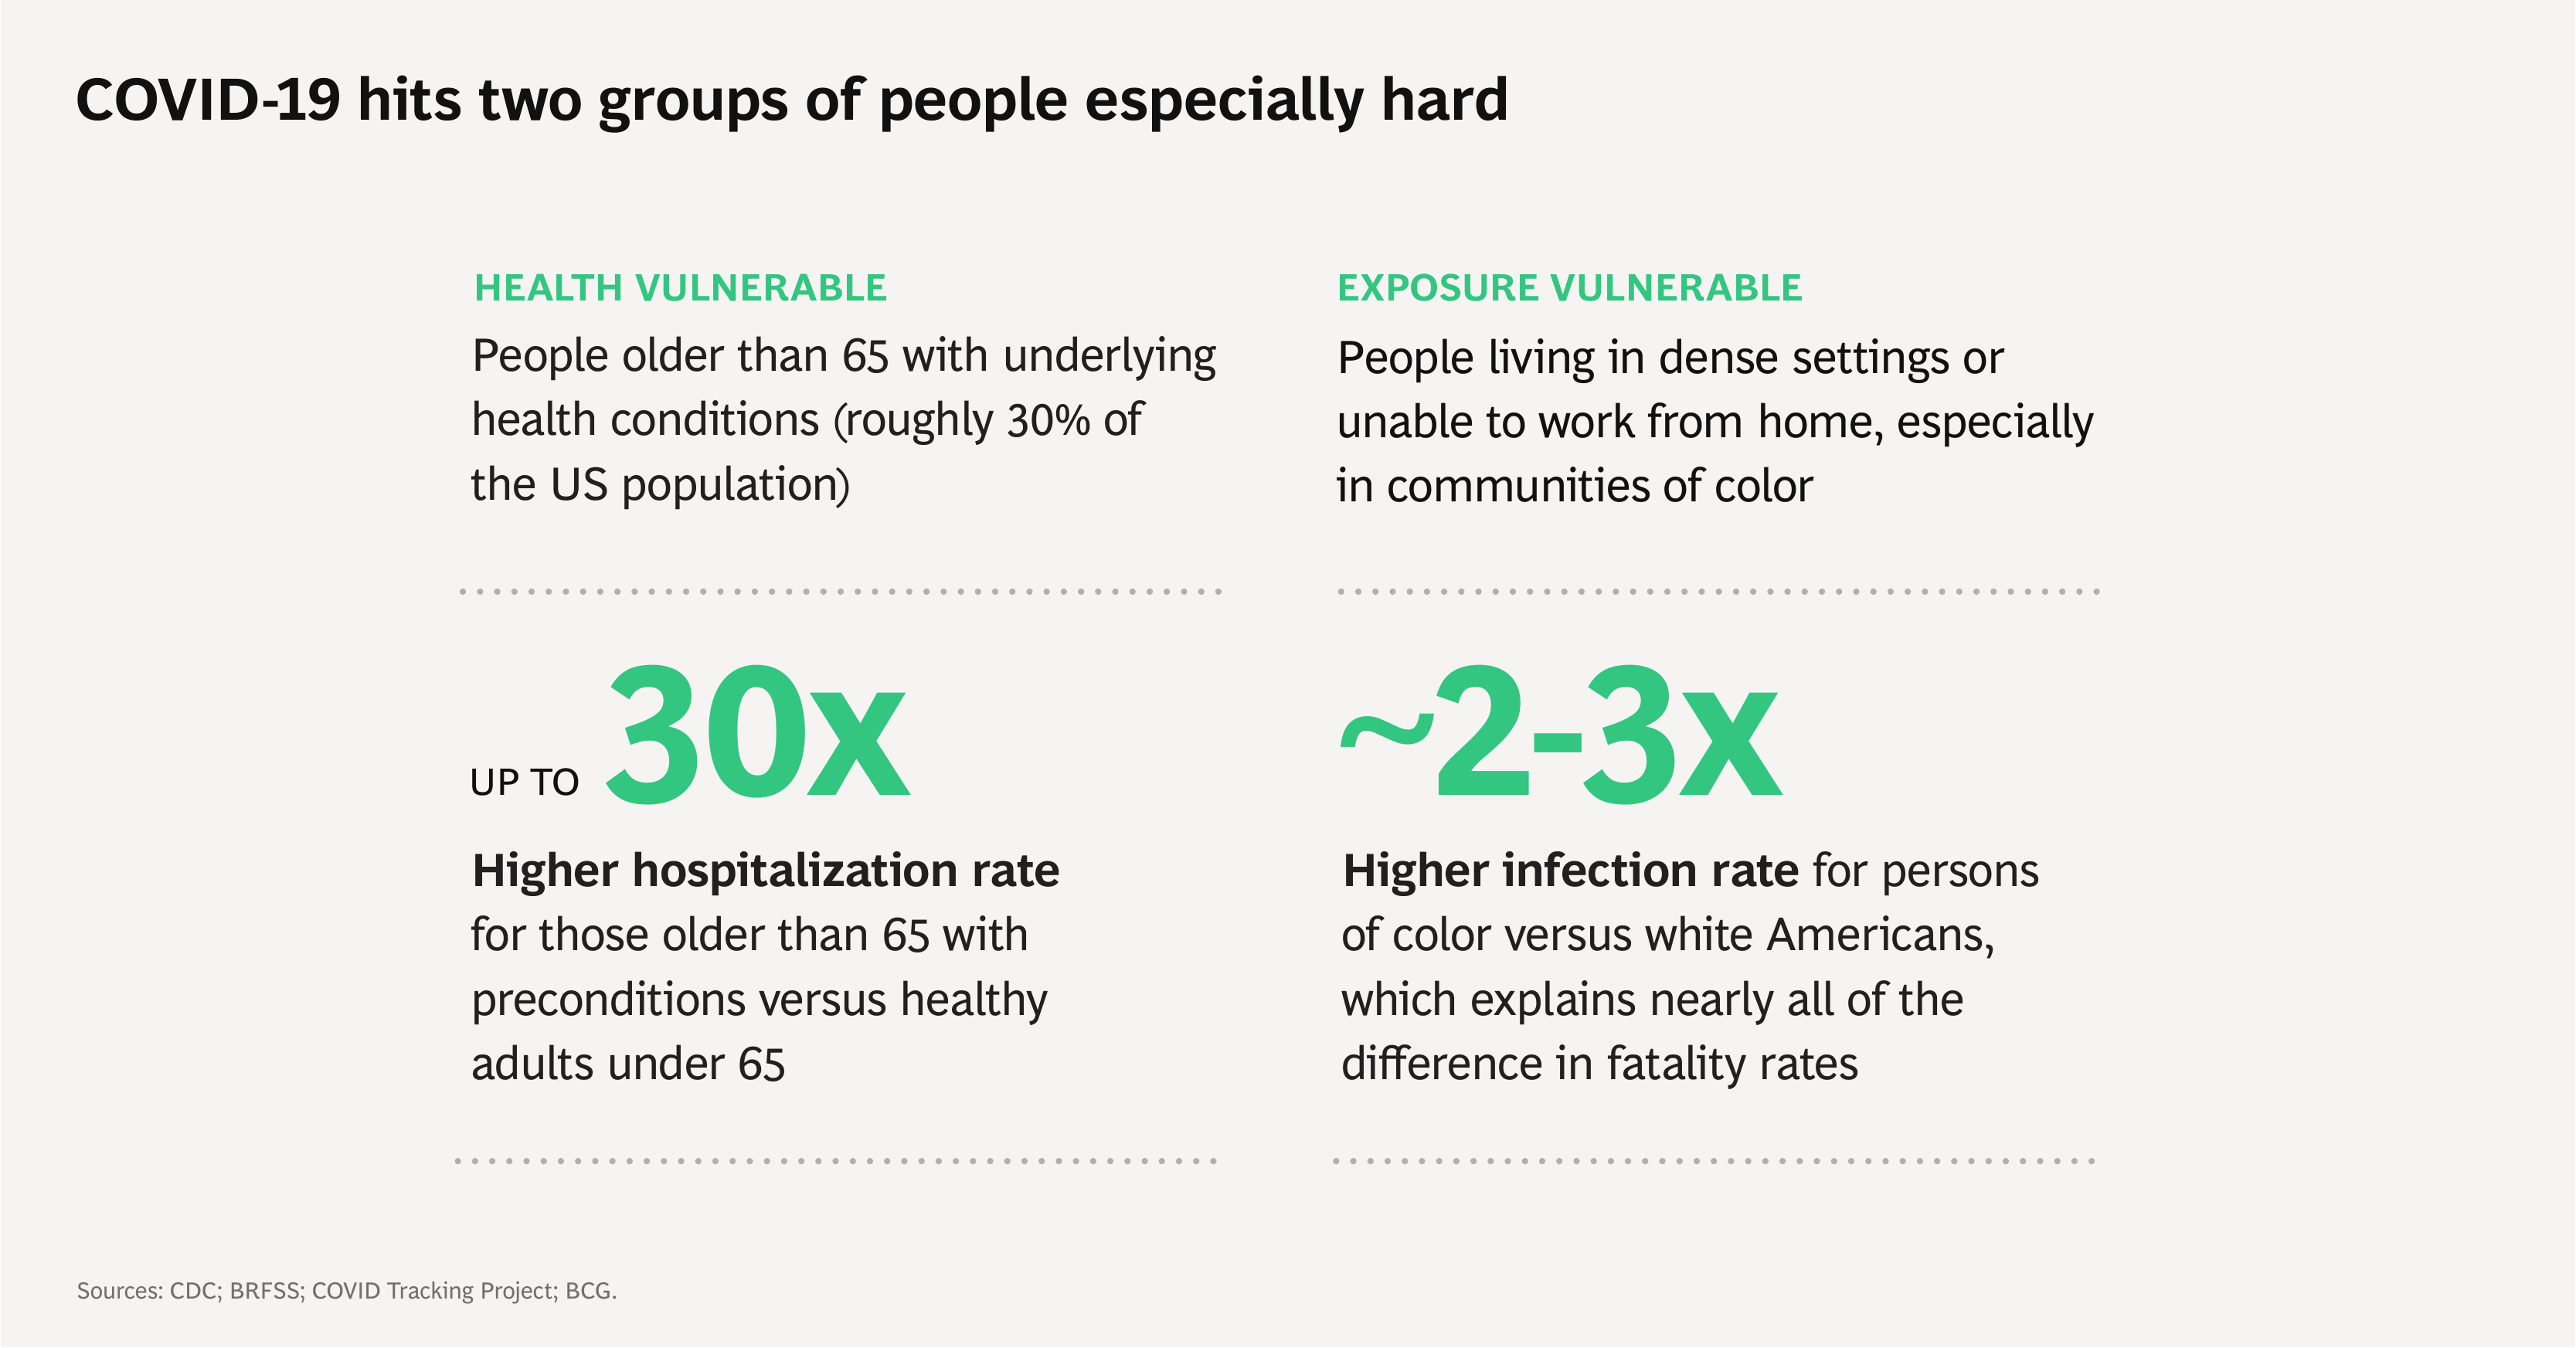 COVID-19 hits two groups of people especially hard
HEALTH VULNERABLE
People older than 65 with underlying
health conditions (roughly 30% of
the US population)
UP TO 30x
Higher hospitalization rate
for those older than 65 with
preconditions versus healthy
adults under 65
EXPOSURE VULNERABLE
People living in dense settings or
unable to work from home, especially
in communities of color
~2-3x
Higher infection rate for persons
of color versus white Americans,
which explains nearly all of the
difference in fatality rates
Sources: CDC; BRFSS; COVID Tracking Project; BCG.